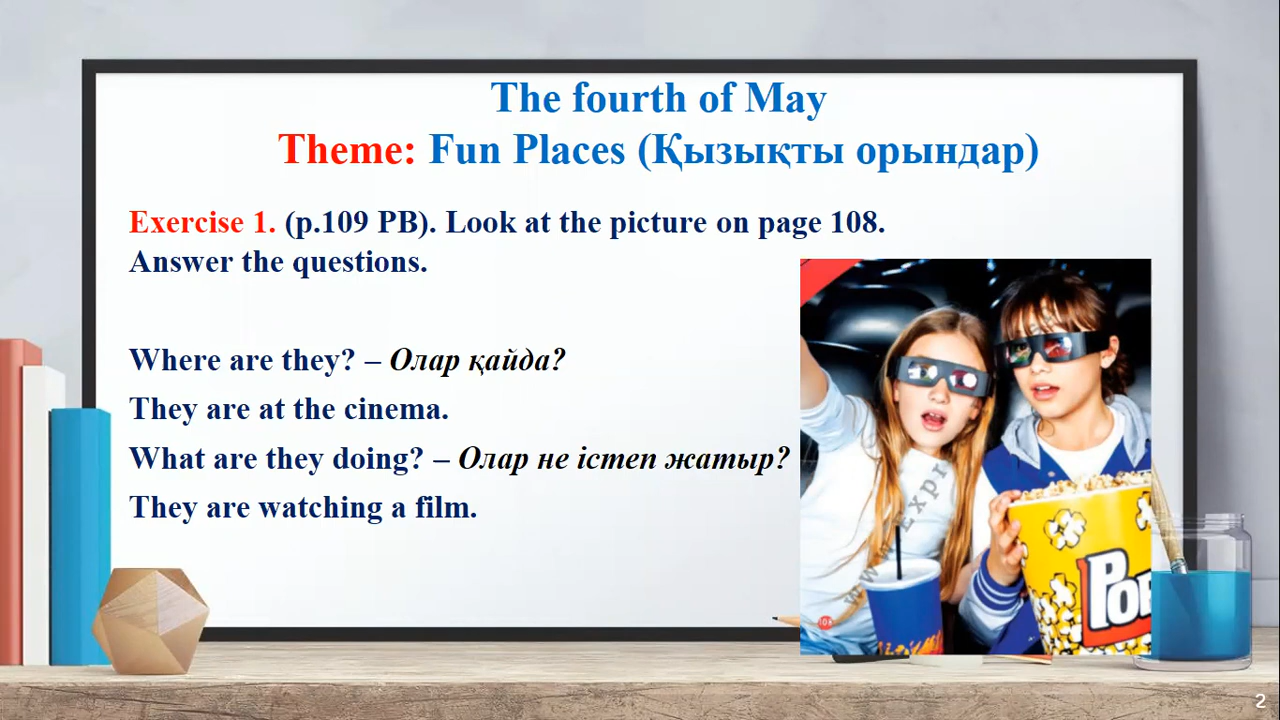 The fourth of May
Theme: Fun Places (Қызықты орындар)
Exercise 1. (p.109 PB). Look at the picture on page 108.
Answer the questions.
Where are they? – Олар қайда?
They are at the cinema.
What are they doing? – Олар не істеп жатыр?
They are watching a film.
108
2